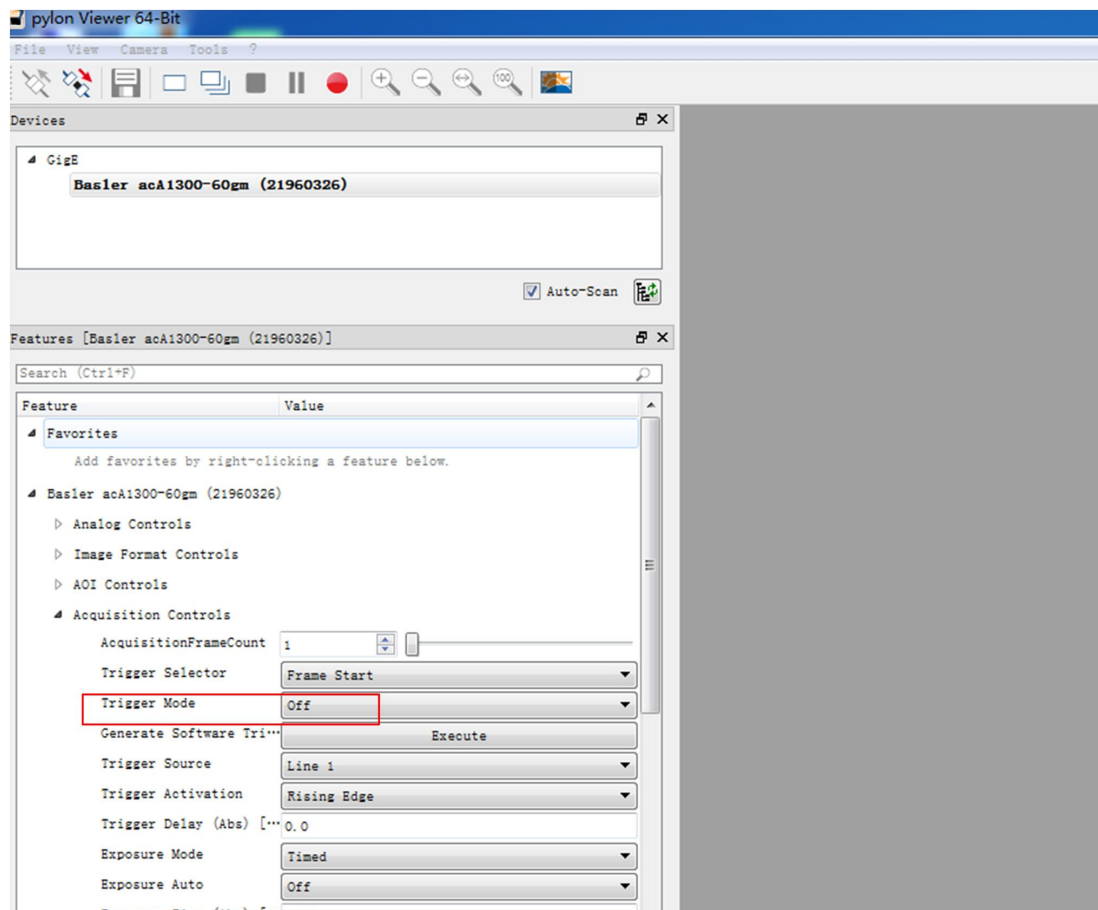 pylon Viewer 64-Bit
File View Camera Tools ?
100
Devices
GigE
Basler acA1300-60gm (21960326)
Auto-Scan
Features [Basler acA1300-60gm (21960326)]
Search (Ctrl+F)
Feature Value
Favorites
Add favorites by right-clicking a feature below.
Basler acA1300-60gm (21960326)
Analog Controls
Image Format Controls
AOI Controls
Acquisition Controls
AcquisitionFrameCount 1
Trigger Selector Frame Start
Trigger Mode Off
Generate Software Tri… Execute
Trigger Source Line 1
Trigger Activation Rising Edge
Trigger Delay (Abs) [… 0.0
Exposure Mode Timed
Exposure Auto Off